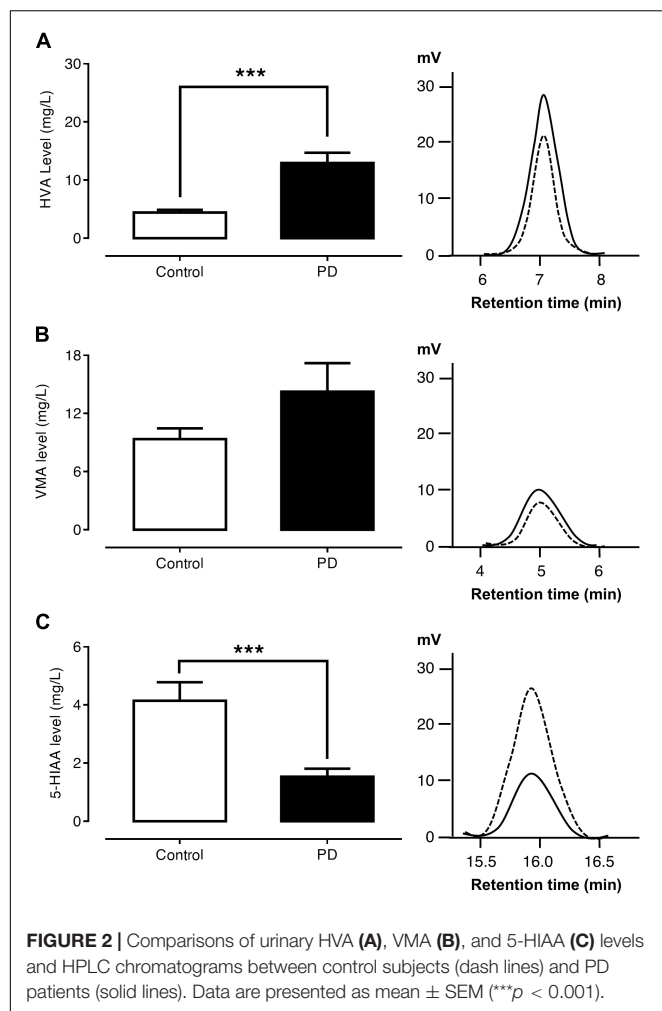 A
HVA Level (mg/L)
30
20
10
0
***
Control PD
mV
30
20
10
0
6 7 8
Retention time (min)
B
VMA level (mg/L)
18
12
6
0
Control PD
mV
30
20
10
0
4 5 6
Retention time (min)
C
5-HIAA level (mg/L)
6
4
2
0
***
Control PD
mV
30
20
10
0
15.5 16.0 16.5
Retention time (min)
FIGURE 2 | Comparisons of urinary HVA (A), VMA (B), and 5-HIAA (C) levels
and HPLC chromatograms between control subjects (dash lines) and PD
patients (solid lines). Data are presented as mean ± SEM (***p < 0.001).